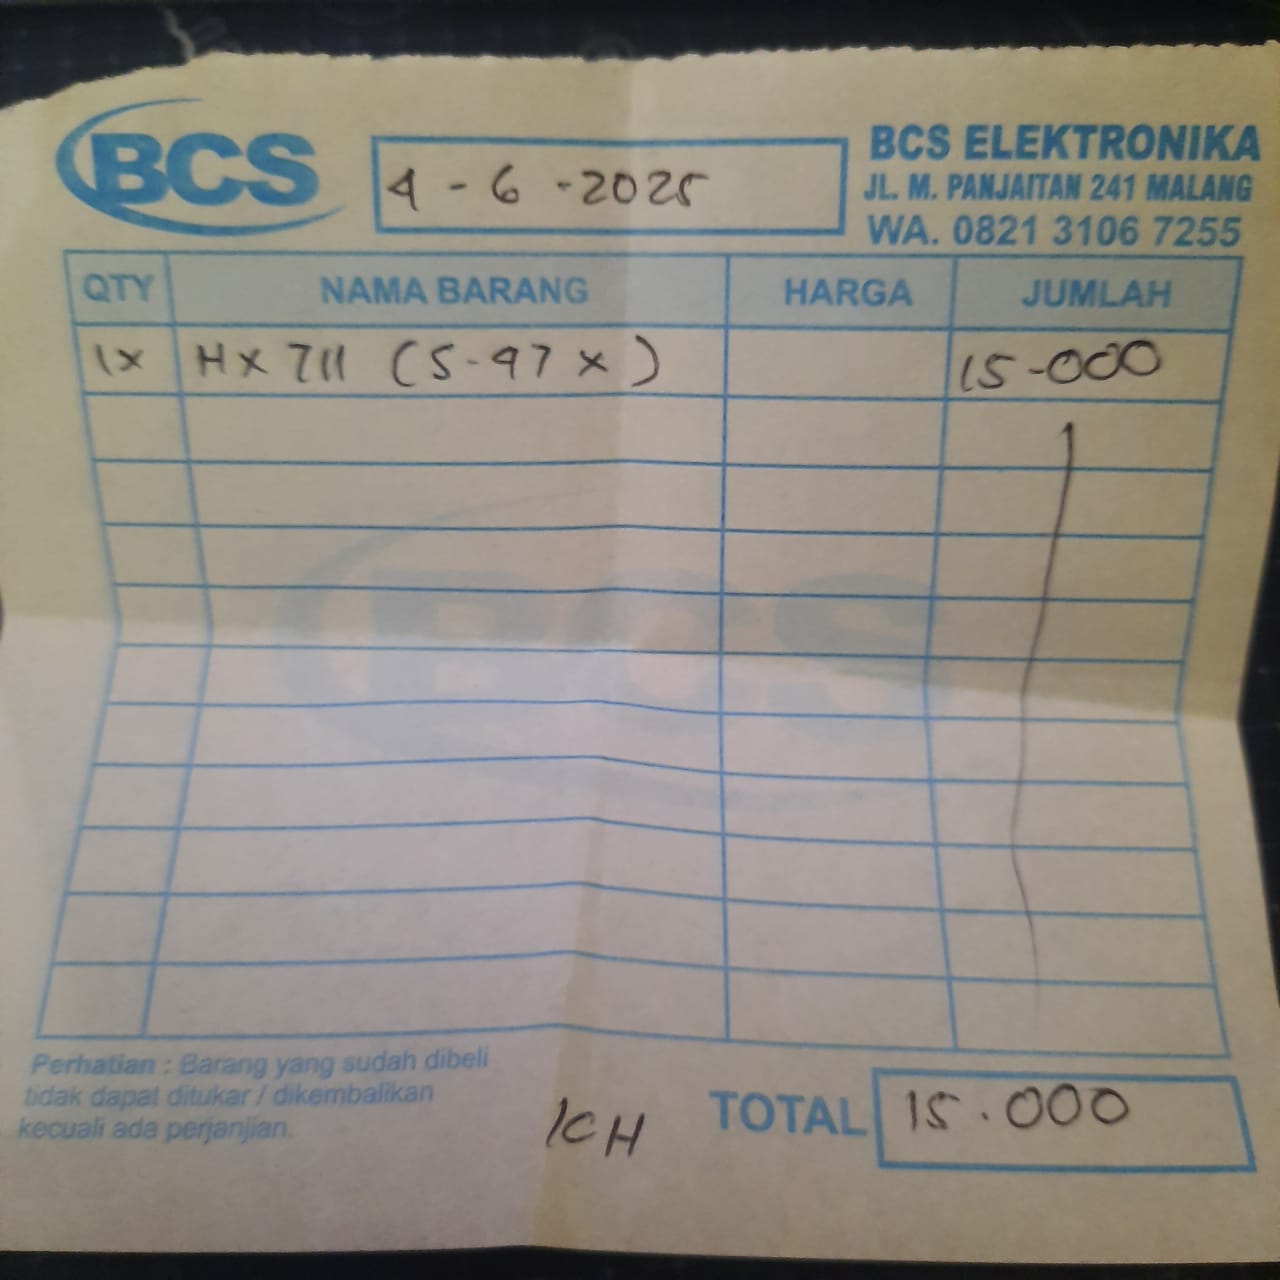 BCS
4 - 6 - 2025
BCS ELEKTRONIKA
JL. M. PANJAITAN 241 MALANG
WA. 0821 3106 7255
QTY NAMA BARANG HARGA JUMLAH
1x HX 711 (S-97x) 15-000
BCS
Perhatian : Barang yang sudah dibeli
tidak dapat ditukar / dikembalikan
kecuali ada perjanjian.
TOTAL 15.000